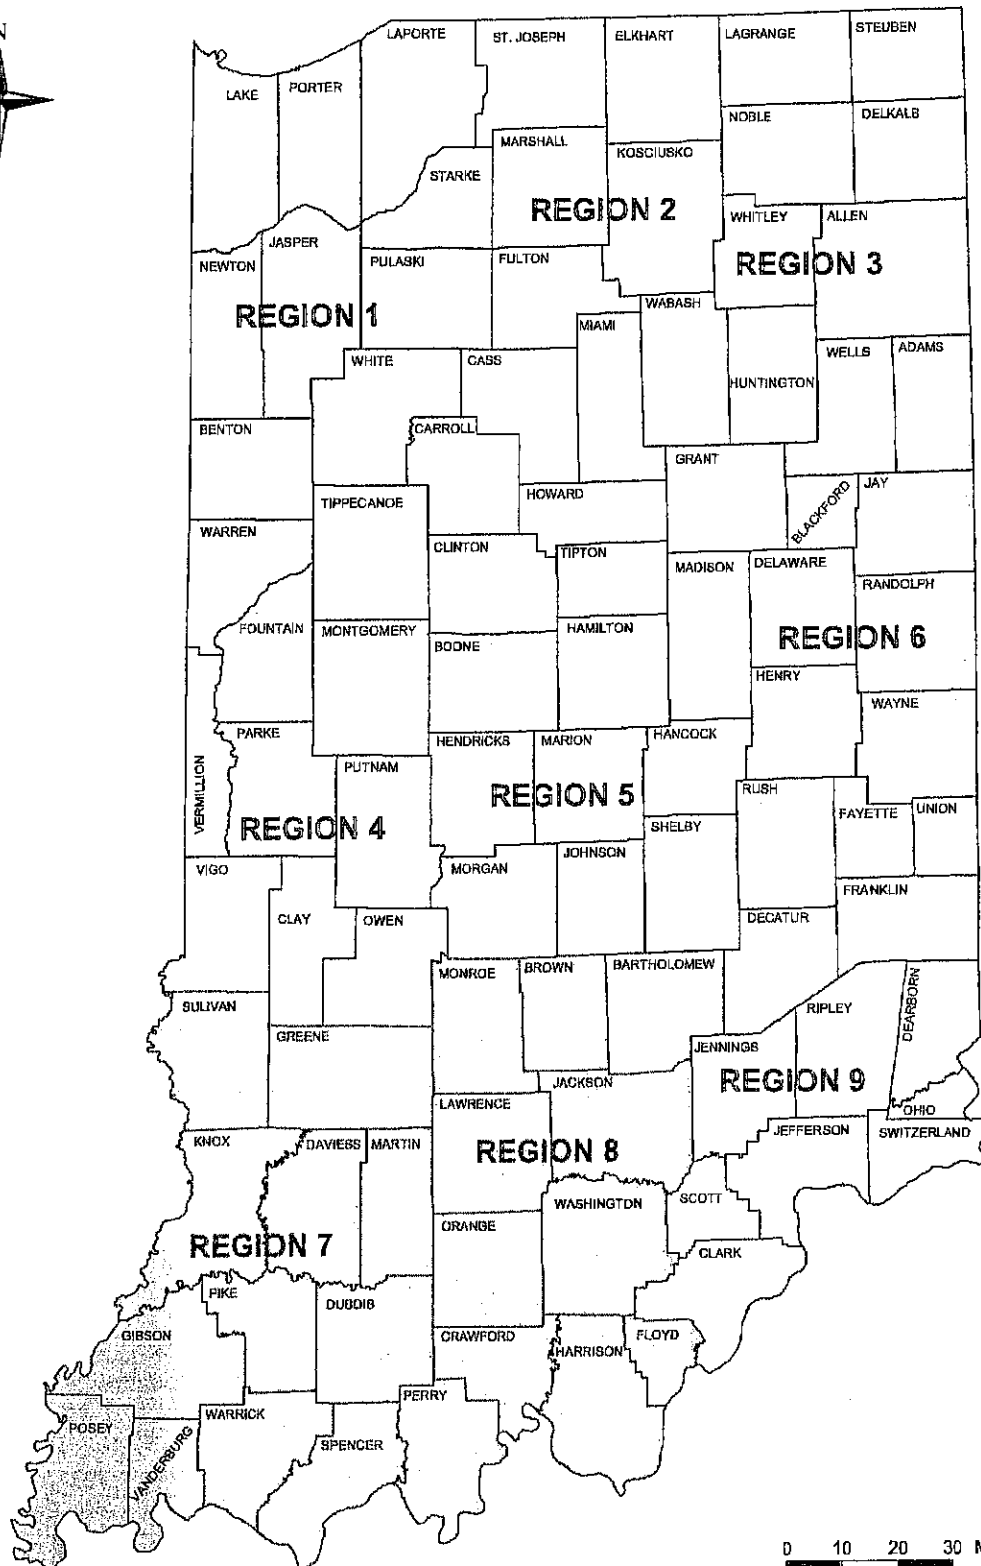 N
LAPORTE
ST. JOSEPH
ELKHART
LAGRANGE
STEUBEN
LAKE
PORTER
NOBLE
DELKALB
MARSHALL
KOSCIUSKO
STARKE
REGION 2
WHITLEY
ALLEN
JASPER
NEWTON
PULASKI
FULTON
REGION 3
REGION 1
WABASH
MIAMI
WHITE
CASS
WELLS
ADAMS
HUNTINGTON
BENTON
CARROLL
GRANT
TIPPECANOE
HOWARD
BLACKFORD
JAY
WARREN
CLINTON
TIPTON
MADISON
DELAWARE
RANDOLPH
FOUNTAIN
MONTGOMERY
BOONE
HAMILTON
REGION 6
HENRY
WAYNE
PARKE
HENDRICKS
MARION
HANCOCK
VERMILLION
PUTNAM
REGION 5
RUSH
FAYETTE
UNION
REGION 4
SHELBY
VIGO
MORGAN
JOHNSON
FRANKLIN
CLAY
OWEN
DECATUR
MONROE
BROWN
BARTHOLOMEW
SULIVAN
RIPLEY
DEARBORN
GREENE
JENNINGS
JACKSON
REGION 9
LAWRENCE
OHIO
KNOX
DAVIESS
MARTIN
JEFFERSON
SWITZERLAND
REGION 8
SCOTT
WASHINGTON
ORANGE
REGION 7
CLARK
PIKE
DUBOIB
GIBSON
CRAWFORD
HARRISON
FLOYD
PERRY
WARRICK
POSEY
VANDERBURG
SPENCER
0 10 20 30 M